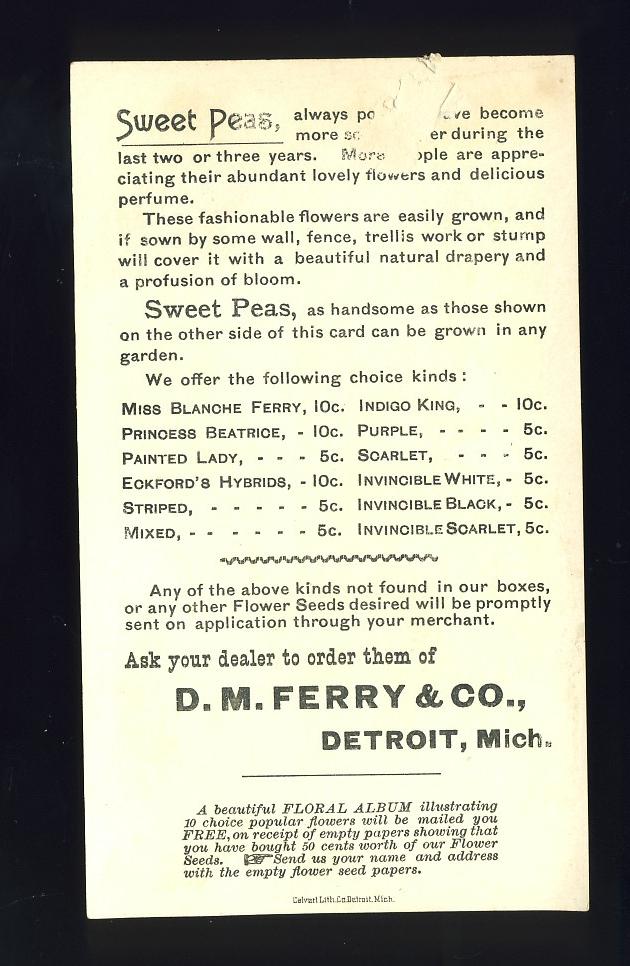 Sweet Peas, always po ave become
more er during the
last two or three years. More ople are appre-
ciating their abundant lovely flowers and delicious
perfume.
These fashionable flowers are easily grown, and
if sown by some wall, fence, trellis work or stump
will cover it with a beautiful natural drapery and
a profusion of bloom.
Sweet Peas, as handsome as those shown
on the other side of this card can be grown in any
garden.
We offer the following choice kinds:
MISS BLANCHE FERRY, 10c. INDIGO KING, - - 10c.
PRINCESS BEATRICE, - 10c. PURPLE, - - - - 5c.
PAINTED LADY, - - - 5c. SCARLET, - - - 5c.
ECKFORD'S HYBRIDS, - 10c. INVINCIBLE WHITE, - 5c.
STRIPED, - - - - - 5c. INVINCIBLE BLACK, - 5c.
MIXED, - - - - - - 5c. INVINCIBLE SCARLET, 5c.
Any of the above kinds not found in our boxes,
or any other Flower Seeds desired will be promptly
sent on application through your merchant.
Ask your dealer to order them of
D. M. FERRY & CO.,
DETROIT, Mich.
A beautiful FLORAL ALBUM illustrating
10 choice popular flowers will be mailed you
FREE, on receipt of empty papers showing that
you have bought 50 cents worth of our Flower
Seeds. ☞ Send us your name and address
with the empty flower seed papers.
Calvert Lith. Co. Detroit. Mich.